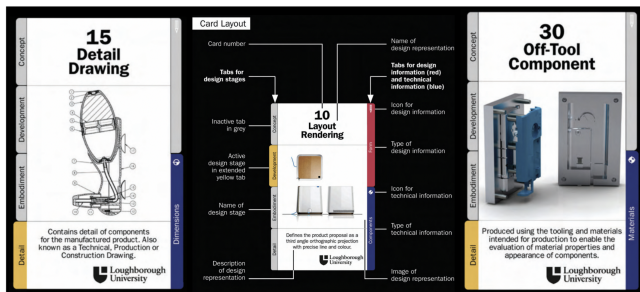 15
Detail
Drawing
Concept
Development
Embodiment
Detail
Dimensions
Contains detail of components
for the manufactured product. Also
known as a Technical, Production or
Construction Drawing.
Loughborough
University
Card Layout
Card number
Name of
design representation
Tabs for
design stages
Tabs for design
information (red)
and technical
information (blue)
Inactive tab
in grey
Active
design stage
in extended
yellow tab
Name of
design stage
Description
of design
representation
Icon for
design information
Type of
design information
Icon for
technical information
Type of
technical information
Image of
design representation
10
Layout
Rendering
Concept
Development
Embodiment
Detail
Form
Components
Defines the product proposal as a
third angle orthographic projection
with precise line and colour.
Loughborough
University
30
Off-Tool
Component
Concept
Development
Embodiment
Detail
Materials
Produced using the tooling and materials
intended for production to enable the
evaluation of material properties and
appearance of components.
Loughborough
University